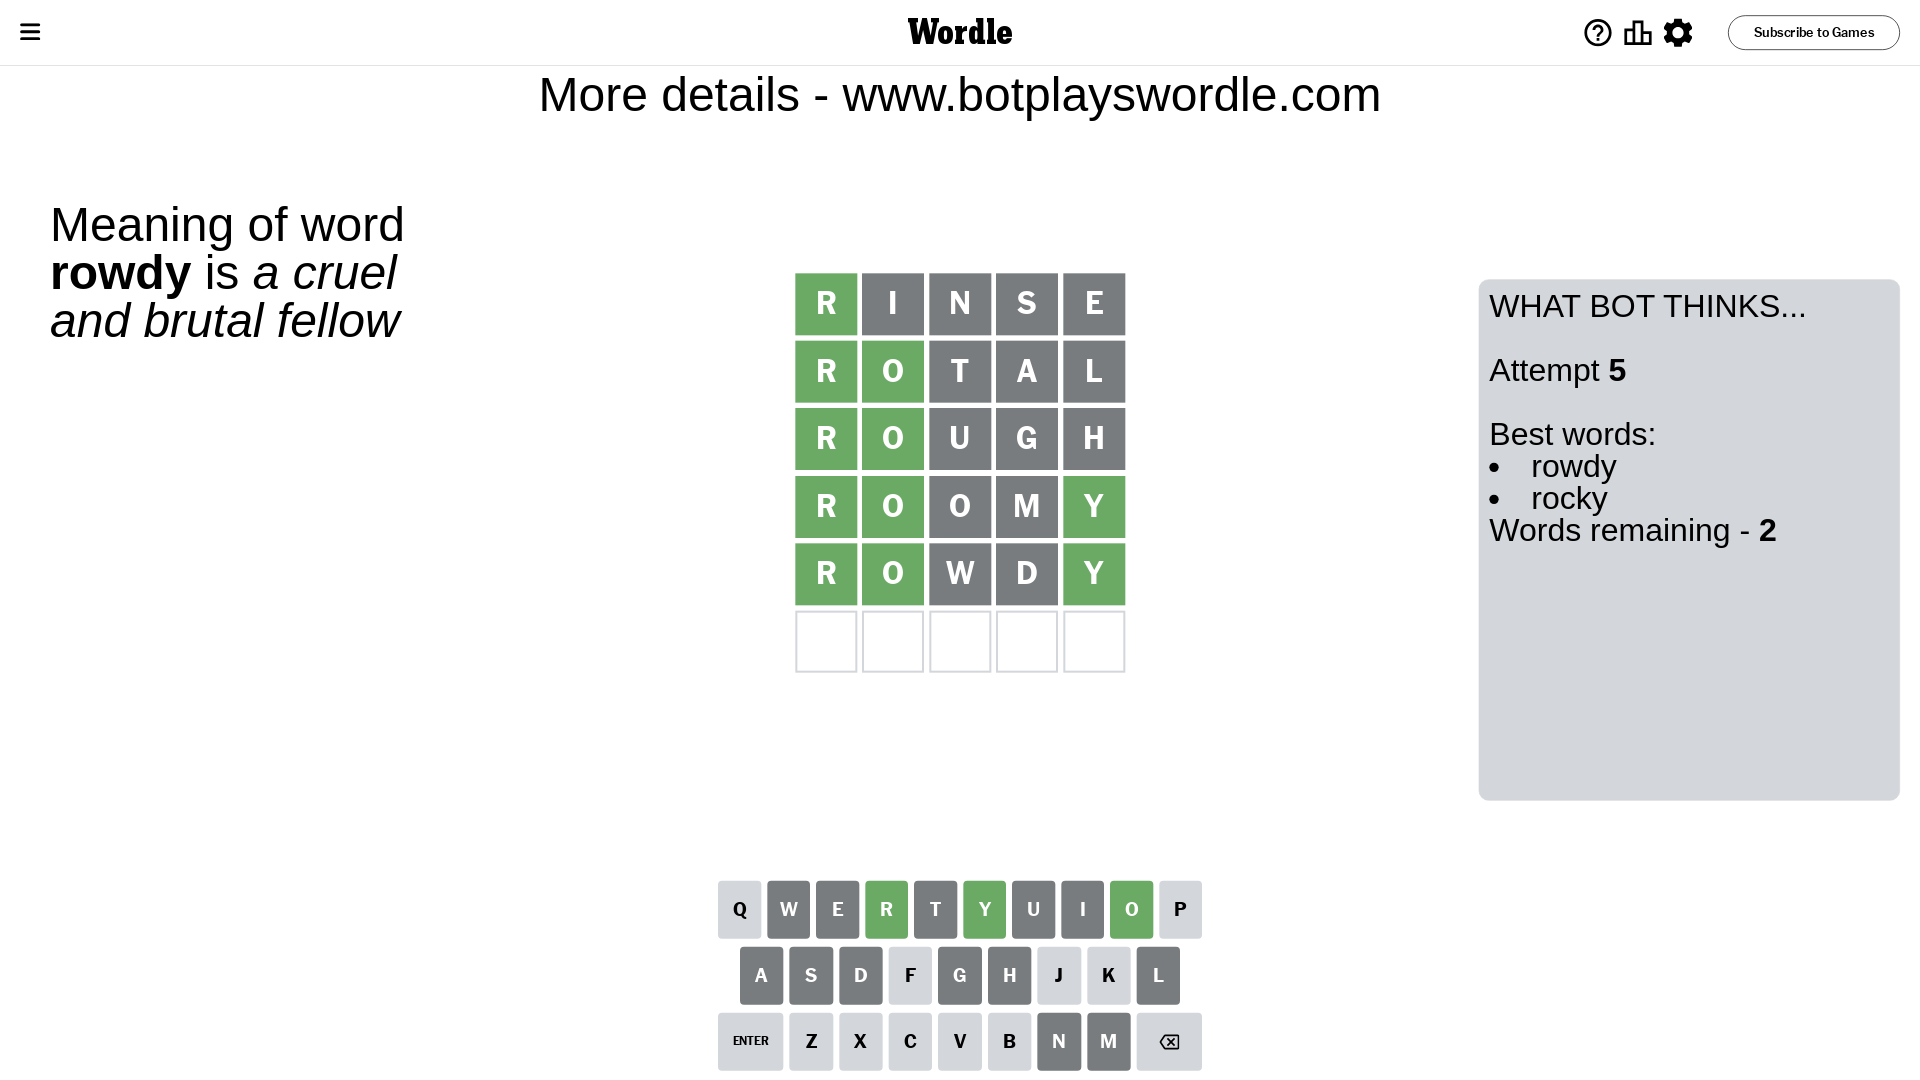 Wordle
Subscribe to Games
More details - www.botplayswordle.com
Meaning of word
rowdy is a cruel
and brutal fellow
R I N S E
R O T A L
R O U G H
R O O M Y
R O W D Y
WHAT BOT THINKS...
Attempt 5
Best words:
• rowdy
• rocky
Words remaining - 2
Q W E R T Y U I O P
A S D F G H J K L
ENTER Z X C V B N M